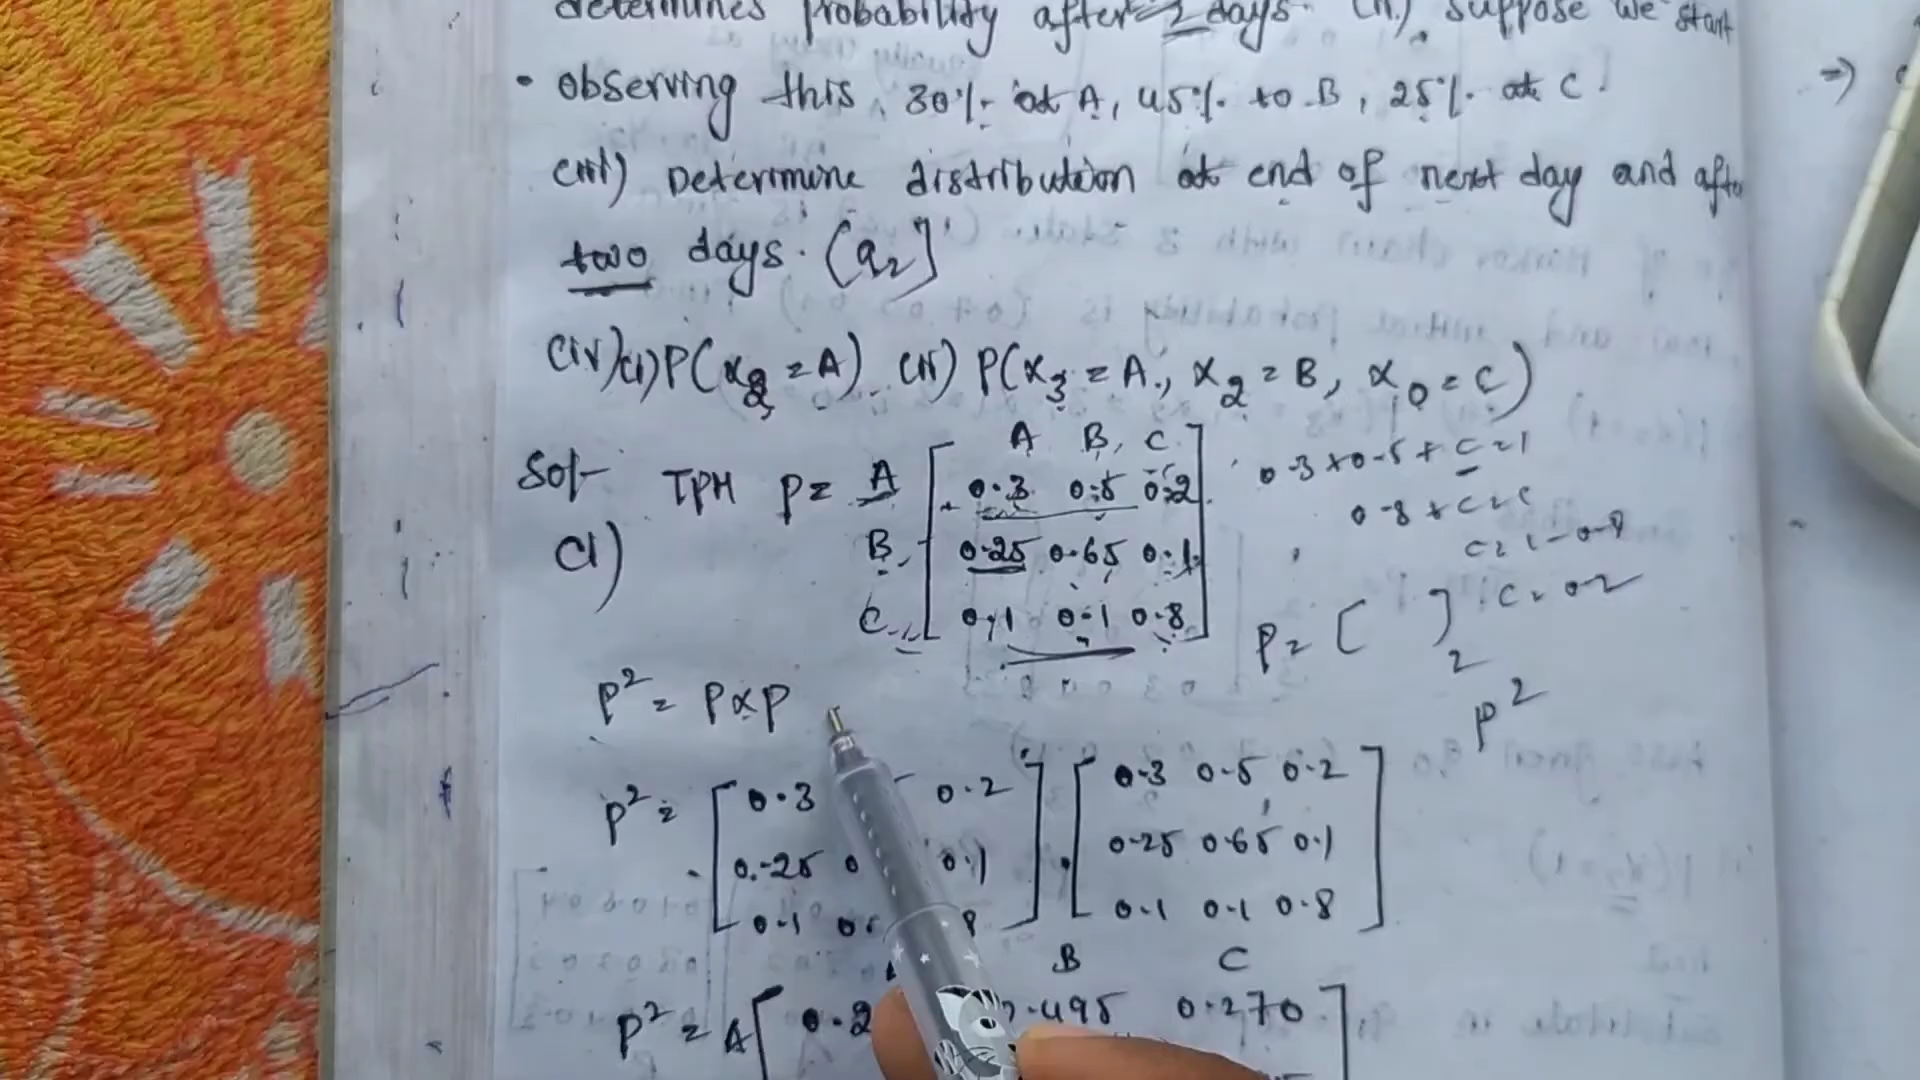 determines probability after 2 days. (ii) Suppose we start
• observing this, 30% at A, 45% to B, 25% at C.
(iii) Determine distribution at end of next day and after
two days. (q2]
(iv)(i) P(x2 = A) (ii) P(x3 = A, x2 = B, x0 = C)
A B C
Sol- TPM P = A [0.3 0.5 0.2]
B [0.25 0.65 0.1]
C [0.1 0.1 0.8]
(i)
0.3+0.5+C=1
C=0.2
P = [ ]2
P2
P2 = P×P
P2 = [0.3 0.2] [0.3 0.5 0.2]
[0.25 0.1] . [0.25 0.65 0.1]
[0.1 8] [0.1 0.1 0.8]
B C
P2 = A [0.2 0.495 0.270]